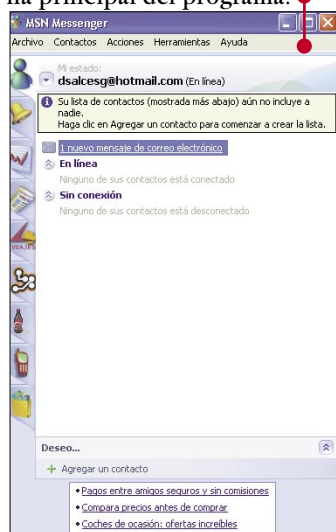 na principal del programa.
MSN Messenger
Archivo Contactos Acciones Herramientas Ayuda
Mi estado:
dsalcesg@hotmail.com (En línea)
Su lista de contactos (mostrada más abajo) aún no incluye a
nadie.
Haga clic en Agregar un contacto para comenzar a crear la lista.
1 nuevo mensaje de correo electrónico
En línea
Ninguno de sus contactos está conectado
Sin conexión
Ninguno de sus contactos está desconectado
VIAJES
Deseo...
Agregar un contacto
• Pagos entre amigos seguros y sin comisiones
• Compara precios antes de comprar
• Coches de ocasión: ofertas increíbles